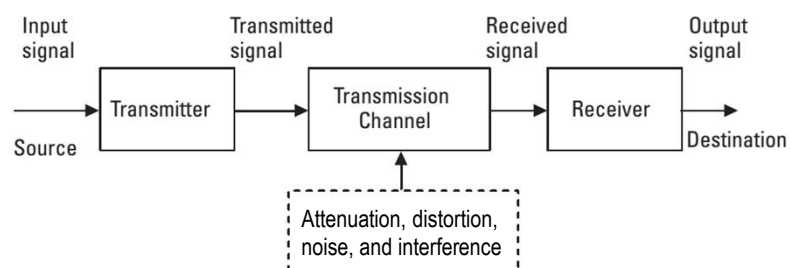 Input
signal
Transmitted
signal
Received
signal
Output
signal
Transmitter
Transmission
Channel
Receiver
Source
Destination
Attenuation, distortion,
noise, and interference